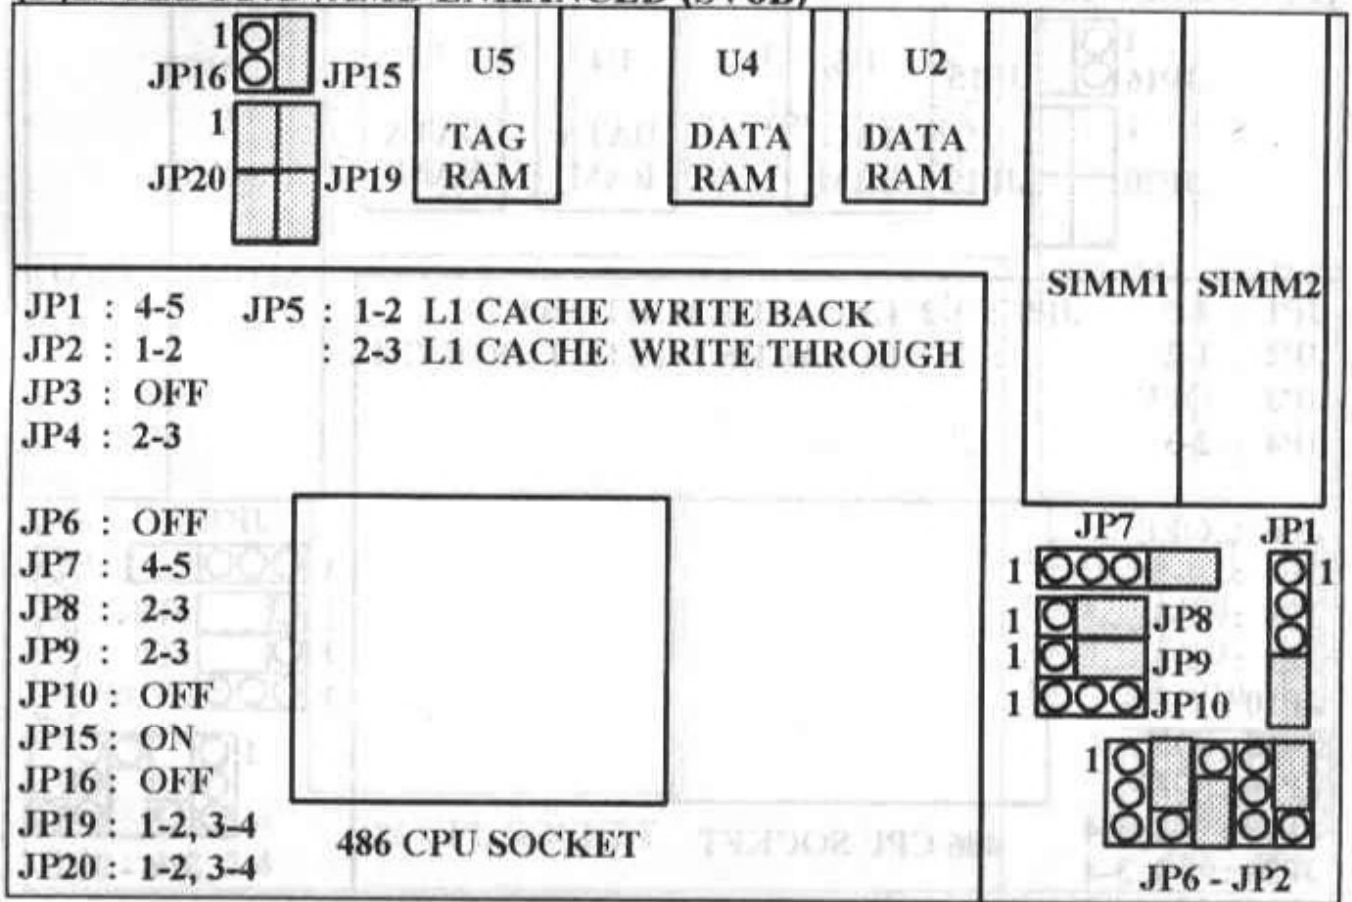 ENHANCED (SV8B)
1
JP16 JP15
1
JP20 JP19
U5
TAG
RAM
U4
DATA
RAM
U2
DATA
RAM
SIMM1 SIMM2
JP1 : 4-5 JP5 : 1-2 L1 CACHE WRITE BACK
JP2 : 1-2 : 2-3 L1 CACHE WRITE THROUGH
JP3 : OFF
JP4 : 2-3
JP6 : OFF
JP7 : 4-5
JP8 : 2-3
JP9 : 2-3
JP10 : OFF
JP15 : ON
JP16 : OFF
JP19 : 1-2, 3-4
JP20 : 1-2, 3-4
486 CPU SOCKET
JP7
1
1 JP8
1 JP9
1 JP10
JP1
1
1
JP6 - JP2